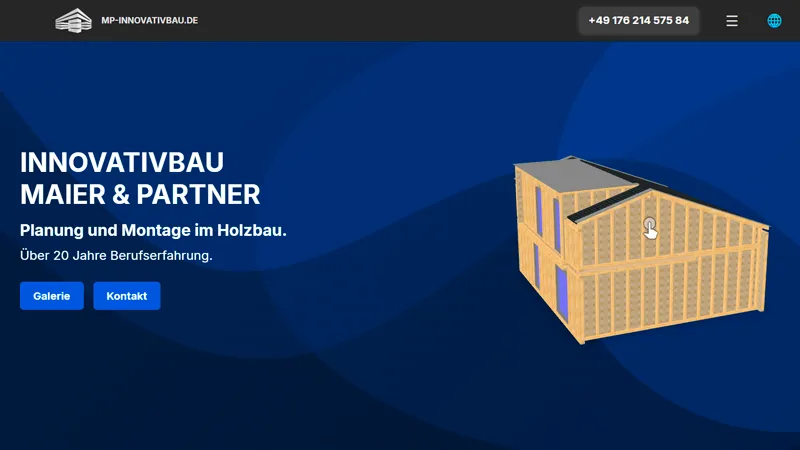 MP-INNOVATIVBAU.DE
+49 176 214 575 84
INNOVATIVBAU
MAIER & PARTNER
Planung und Montage im Holzbau.
Über 20 Jahre Berufserfahrung.
Galerie
Kontakt